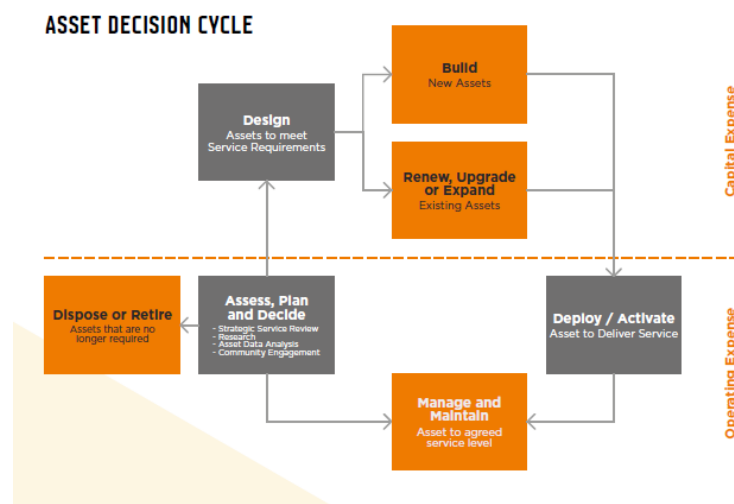 ASSET DECISION CYCLE
Build
New Assets
Design
Assets to meet
Service Requirements
Renew, Upgrade
or Expand
Existing Assets
Capital Expense
Dispose or Retire
Assets that are no
longer required
Assess, Plan
and Decide
- Strategic Service Review
- Research
- Asset Data Analysis
- Community Engagement
Deploy / Activate
Asset to Deliver Service
Manage and
Maintain
Asset to agreed
service level
Operating Expense